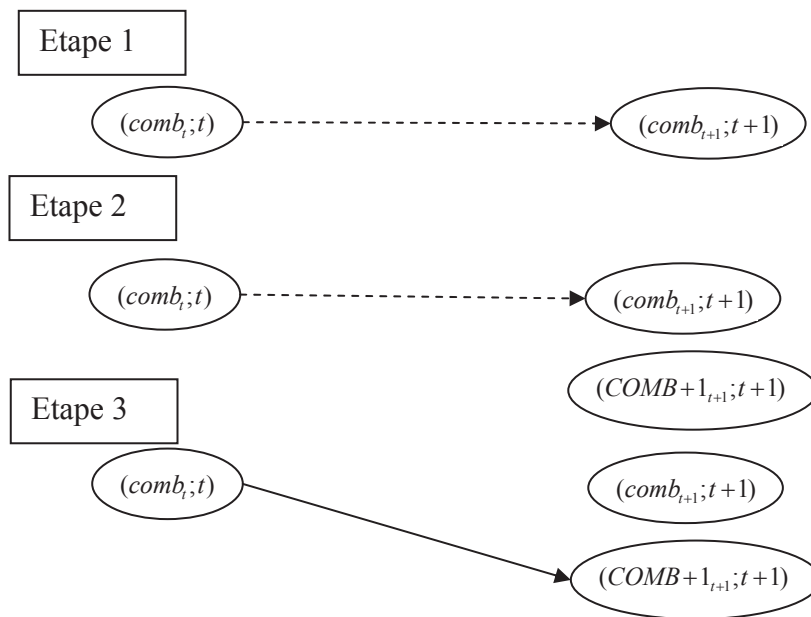 Etape 1
(comb_t;t) (comb_{t+1};t+1)
Etape 2
(comb_t;t) (comb_{t+1};t+1)
(COMB+1_{t+1};t+1)
Etape 3
(comb_t;t) (comb_{t+1};t+1)
(COMB+1_{t+1};t+1)